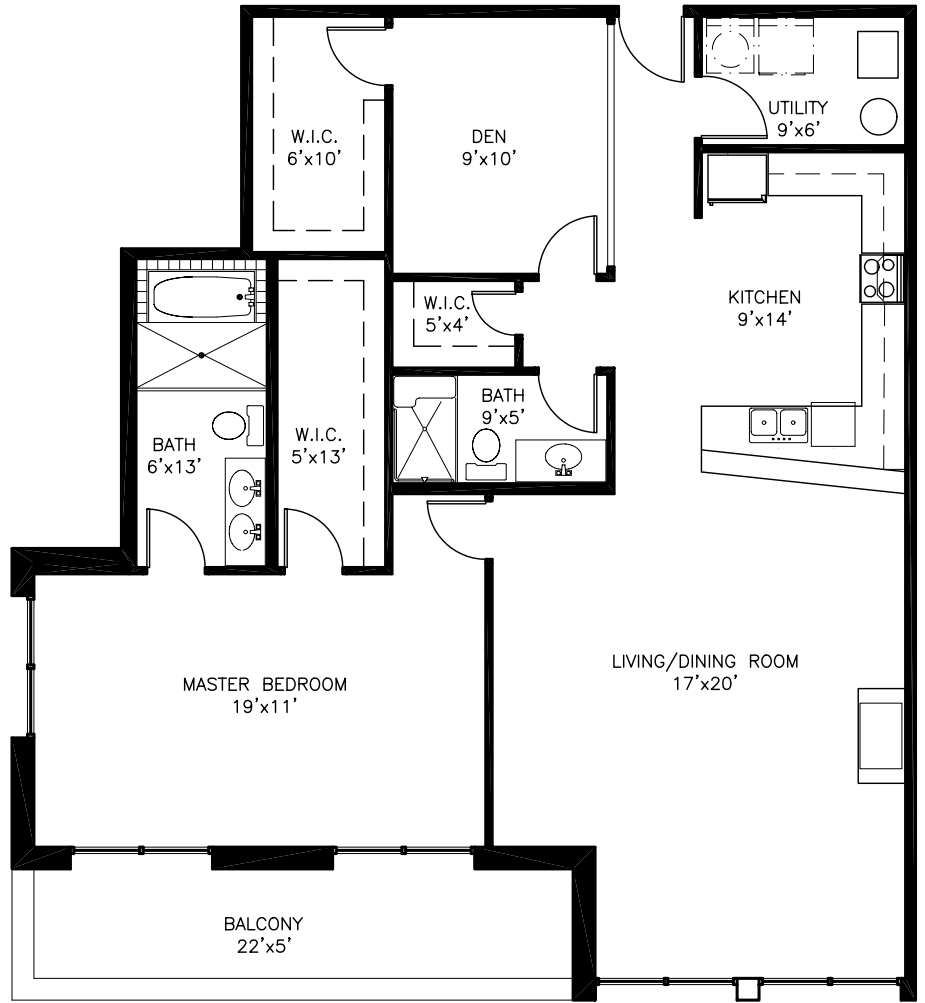 UTILITY
9'x6'
W.I.C.
6'x10'
DEN
9'x10'
KITCHEN
9'x14'
W.I.C.
5'x4'
BATH
9'x5'
W.I.C.
5'x13'
BATH
6'x13'
LIVING/DINING ROOM
17'x20'
MASTER BEDROOM
19'x11'
BALCONY
22'x5'